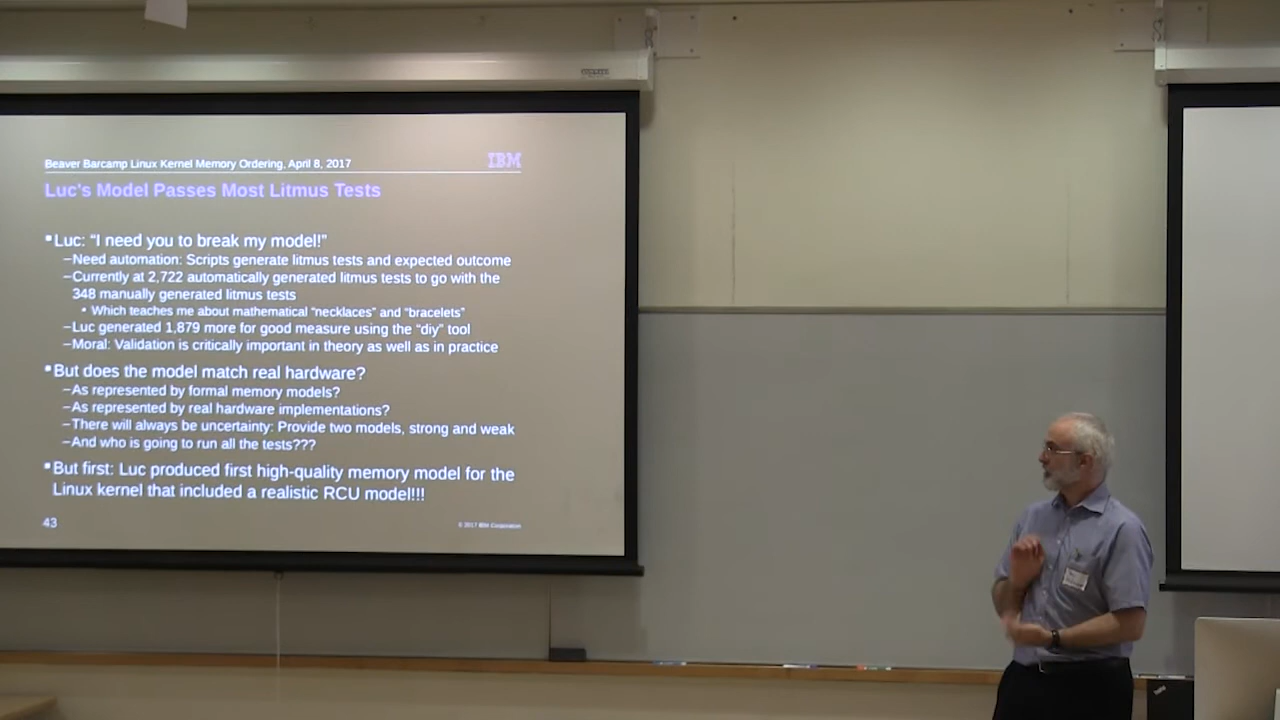 Beaver Barcamp Linux Kernel Memory Ordering, April 8, 2017
IBM
Luc's Model Passes Most Litmus Tests
▪Luc: “I need you to break my model!”
–Need automation: Scripts generate litmus tests and expected outcome
–Currently at 2,722 automatically generated litmus tests to go with the
348 manually generated litmus tests
• Which teaches me about mathematical “necklaces” and “bracelets”
–Luc generated 1,879 more for good measure using the “diy” tool
–Moral: Validation is critically important in theory as well as in practice
▪But does the model match real hardware?
–As represented by formal memory models?
–As represented by real hardware implementations?
–There will always be uncertainty: Provide two models, strong and weak
–And who is going to run all the tests???
▪But first: Luc produced first high-quality memory model for the
Linux kernel that included a realistic RCU model!!!
43
© 2017 IBM Corporation